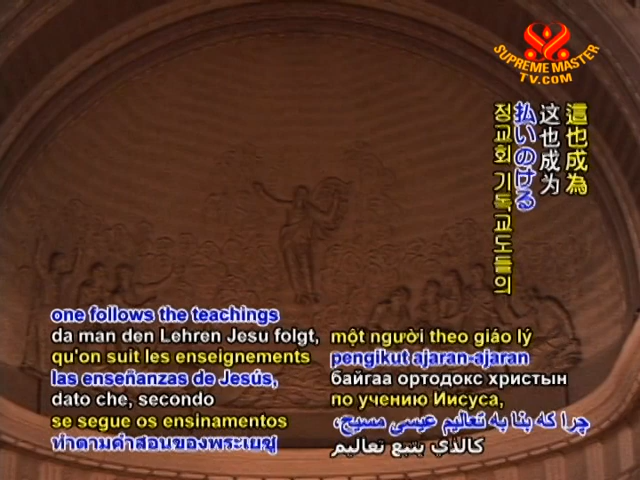 SUPREME MASTER
TV.COM
這也成為
这也成为
払いのける
정교회 기독교도들의
one follows the teachings
da man den Lehren Jesu folgt,
qu'on suit les enseignements
las enseñanzas de Jesús,
dato che, secondo
se segue os ensinamentos
ทำตามคำสอนของพระเยซู
một người theo giáo lý
pengikut ajaran-ajaran
байгаа ортодокс христын
по учению Иисуса,
چرا که بنا به تعالیم عیسی مسیح،
كالذي يتبع تعاليم